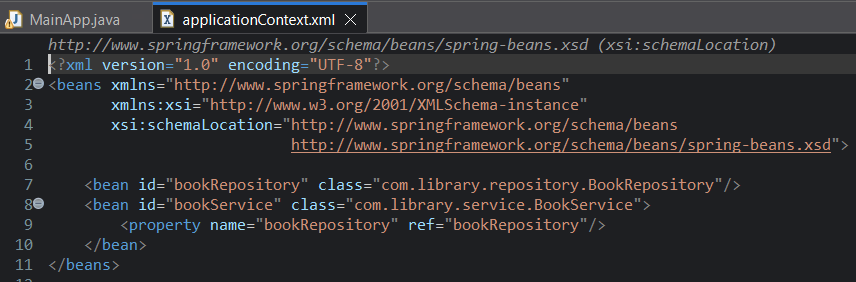 MainApp.java applicationContext.xml
http://www.springframework.org/schema/beans/spring-beans.xsd (xsi:schemaLocation)
1 <?xml version="1.0" encoding="UTF-8"?>
2 <beans xmlns="http://www.springframework.org/schema/beans"
3 xmlns:xsi="http://www.w3.org/2001/XMLSchema-instance"
4 xsi:schemaLocation="http://www.springframework.org/schema/beans
5 http://www.springframework.org/schema/beans/spring-beans.xsd">
6
7 <bean id="bookRepository" class="com.library.repository.BookRepository"/>
8 <bean id="bookService" class="com.library.service.BookService">
9 <property name="bookRepository" ref="bookRepository"/>
10 </bean>
11 </beans>